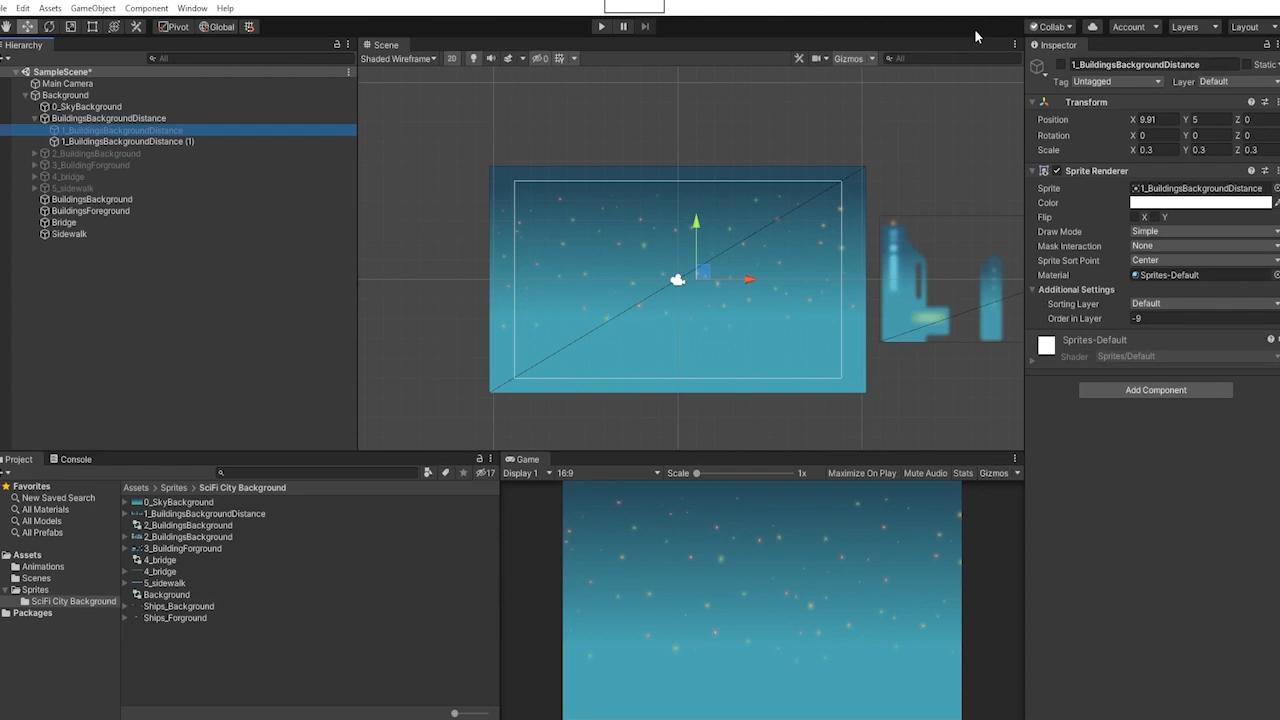 le Edit Assets GameObject Component Window Help
Pivot Global Collab Account Layers Layout
Hierarchy
All
SampleScene*
Main Camera
Background
0_SkyBackground
BuildingsBackgroundDistance
1_BuildingsBackgroundDistance
1_BuildingsBackgroundDistance (1)
2_BuildingsBackground
3_BuildingForground
4_bridge
5_sidewalk
BuildingsBackground
BuildingsForeground
Bridge
Sidewalk
Scene
Shaded Wireframe 2D 0 Gizmos All
Inspector
1_BuildingsBackgroundDistance Static
Tag Untagged Layer Default
Transform
Position X 9.91 Y 5 Z 0
Rotation X 0 Y 0 Z 0
Scale X 0.3 Y 0.3 Z 0.3
Sprite Renderer
Sprite 1_BuildingsBackgroundDistance
Color
Flip X Y
Draw Mode Simple
Mask Interaction None
Sprite Sort Point Center
Material Sprites-Default
Additional Settings
Sorting Layer Default
Order in Layer -9
Sprites-Default
Shader Sprites/Default
Add Component
Project Console
17
Favorites
New Saved Search
All Materials
All Models
All Prefabs
Assets
Animations
Scenes
Sprites
SciFi City Background
Packages
Assets > Sprites > SciFi City Background
0_SkyBackground
1_BuildingsBackgroundDistance
2_BuildingsBackground
2_BuildingsBackground
3_BuildingForground
4_bridge
4_bridge
5_sidewalk
Background
Ships_Background
Ships_Forground
Game
Display 1 16:9 Scale 1x Maximize On Play Mute Audio Stats Gizmos